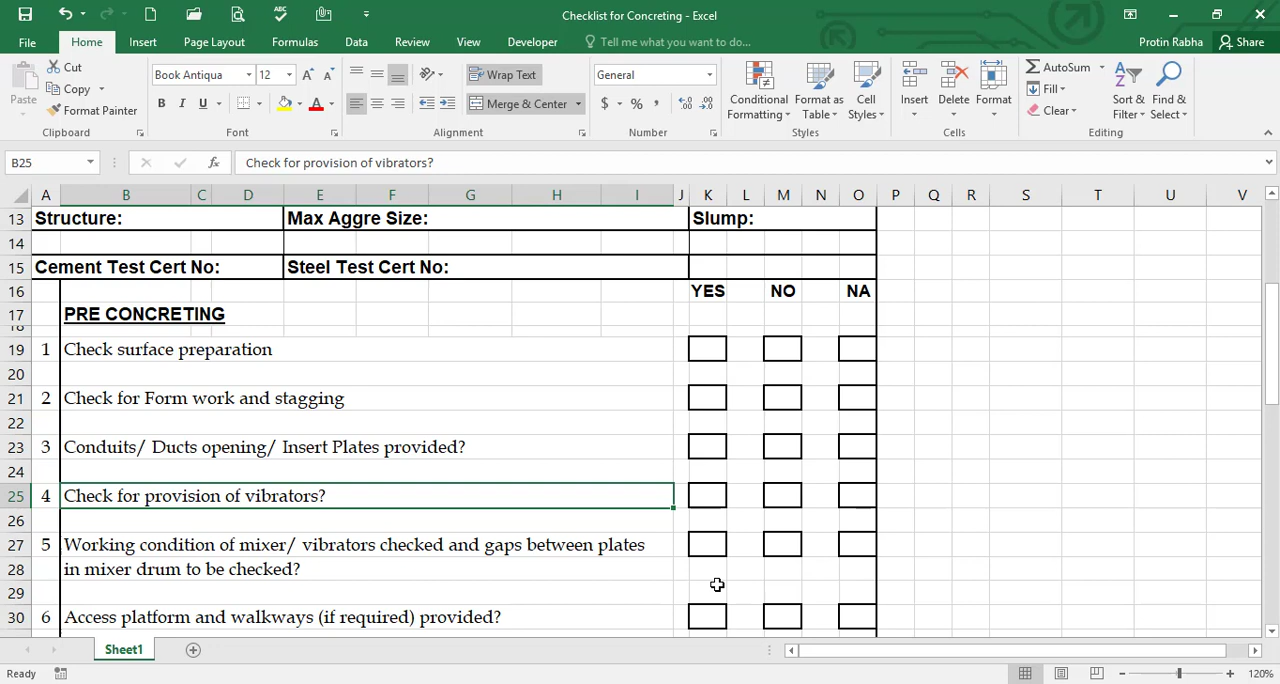 Checklist for Concreting - Excel
File Home Insert Page Layout Formulas Data Review View Developer Tell me what you want to do... Protin Rabha Share
Paste Cut Copy Format Painter Clipboard
Book Antiqua 12 B I U A Font
Wrap Text Merge & Center Alignment
General $ % , Number
Conditional Formatting Format as Table Cell Styles Styles
Insert Delete Format Cells
AutoSum Fill Clear Sort & Filter Find & Select Editing
B25 fx Check for provision of vibrators?
A B C D E F G H I J K L M N O P Q R S T U V
13 Structure: Max Aggre Size: Slump:
14
15 Cement Test Cert No: Steel Test Cert No:
16 YES NO NA
17 PRE CONCRETING
18
19 1 Check surface preparation
20
21 2 Check for Form work and stagging
22
23 3 Conduits/ Ducts opening/ Insert Plates provided?
24
25 4 Check for provision of vibrators?
26
27 5 Working condition of mixer/ vibrators checked and gaps between plates
28 in mixer drum to be checked?
29
30 6 Access platform and walkways (if required) provided?
Sheet1
Ready 120%